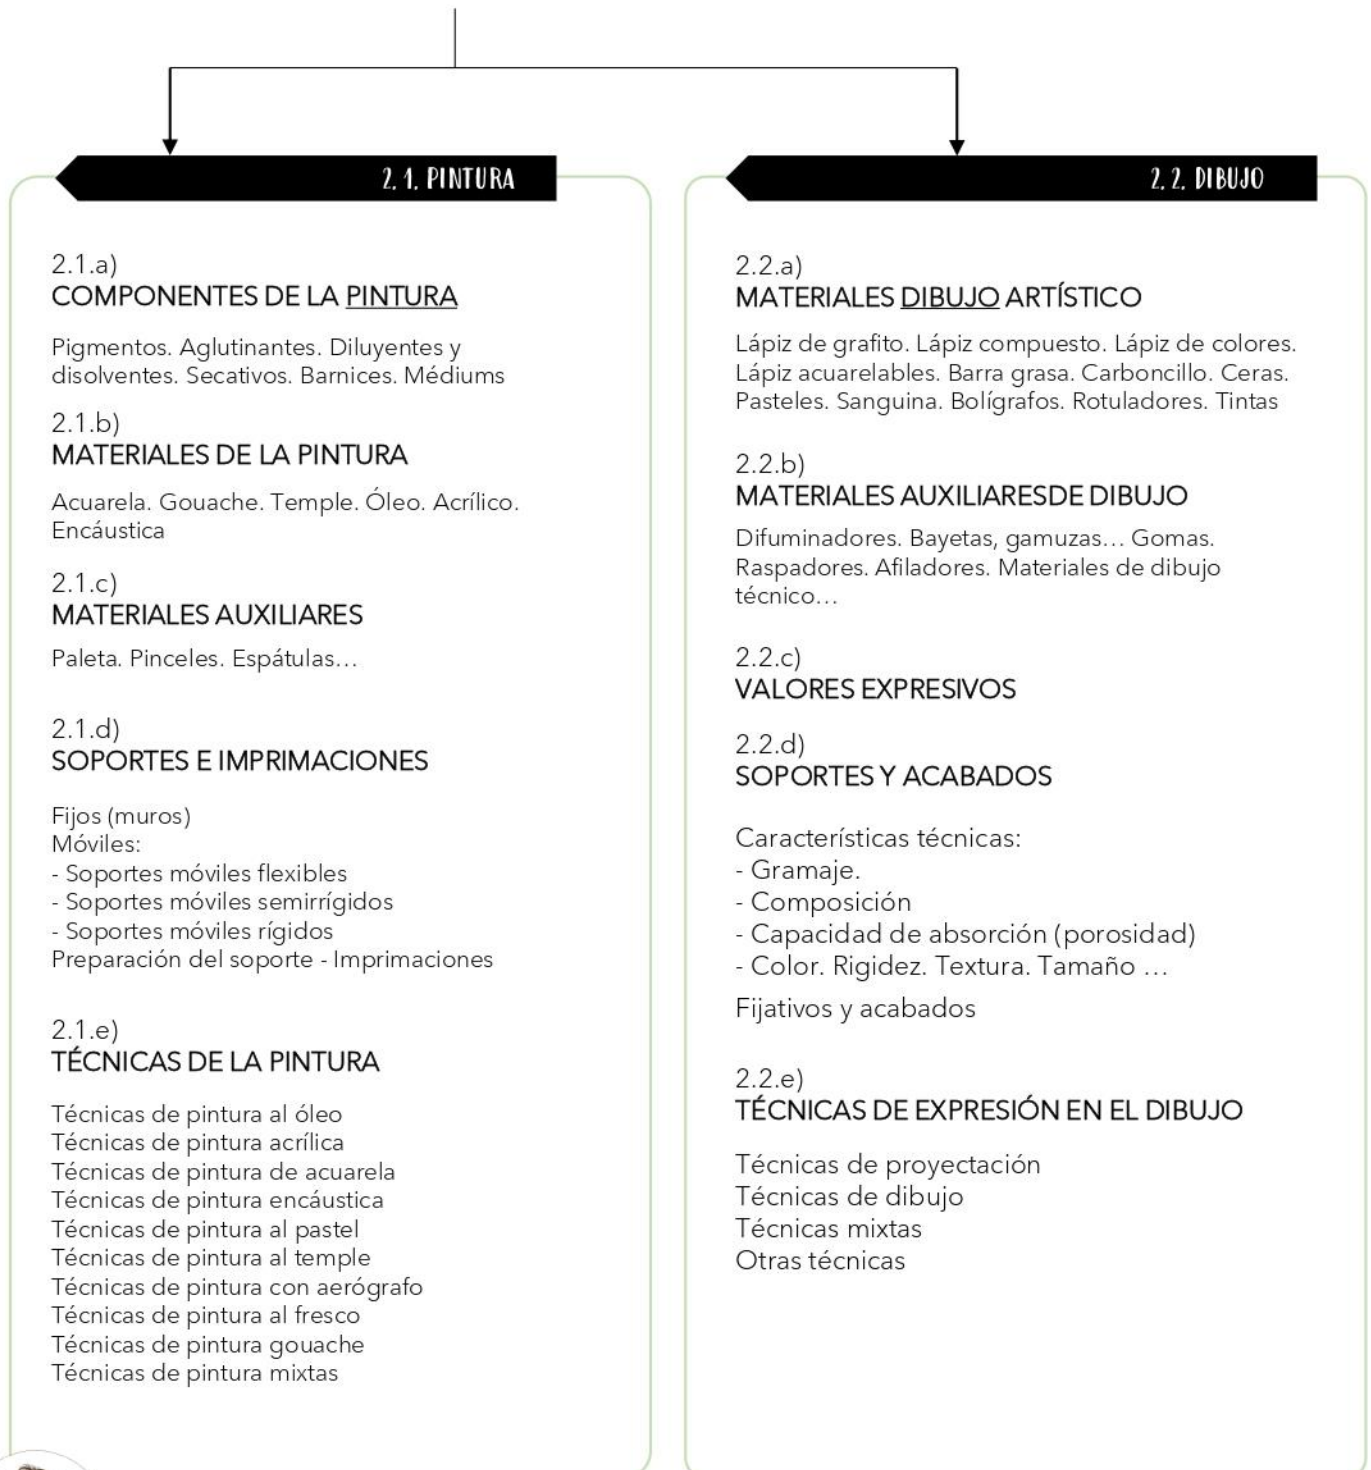 2. 1. PINTURA
2.1.a)
COMPONENTES DE LA PINTURA
Pigmentos. Aglutinantes. Diluyentes y
disolventes. Secativos. Barnices. Médiums
2.1.b)
MATERIALES DE LA PINTURA
Acuarela. Gouache. Temple. Óleo. Acrílico.
Encáustica
2.1.c)
MATERIALES AUXILIARES
Paleta. Pinceles. Espátulas…
2.1.d)
SOPORTES E IMPRIMACIONES
Fijos (muros)
Móviles:
- Soportes móviles flexibles
- Soportes móviles semirrígidos
- Soportes móviles rígidos
Preparación del soporte - Imprimaciones
2.1.e)
TÉCNICAS DE LA PINTURA
Técnicas de pintura al óleo
Técnicas de pintura acrílica
Técnicas de pintura de acuarela
Técnicas de pintura encáustica
Técnicas de pintura al pastel
Técnicas de pintura al temple
Técnicas de pintura con aerógrafo
Técnicas de pintura al fresco
Técnicas de pintura gouache
Técnicas de pintura mixtas
2. 2. DIBUJO
2.2.a)
MATERIALES DIBUJO ARTÍSTICO
Lápiz de grafito. Lápiz compuesto. Lápiz de colores.
Lápiz acuarelables. Barra grasa. Carboncillo. Ceras.
Pasteles. Sanguina. Bolígrafos. Rotuladores. Tintas
2.2.b)
MATERIALES AUXILIARESDE DIBUJO
Difuminadores. Bayetas, gamuzas… Gomas.
Raspadores. Afiladores. Materiales de dibujo
técnico…
2.2.c)
VALORES EXPRESIVOS
2.2.d)
SOPORTES Y ACABADOS
Características técnicas:
- Gramaje.
- Composición
- Capacidad de absorción (porosidad)
- Color. Rigidez. Textura. Tamaño …
Fijativos y acabados
2.2.e)
TÉCNICAS DE EXPRESIÓN EN EL DIBUJO
Técnicas de proyectación
Técnicas de dibujo
Técnicas mixtas
Otras técnicas